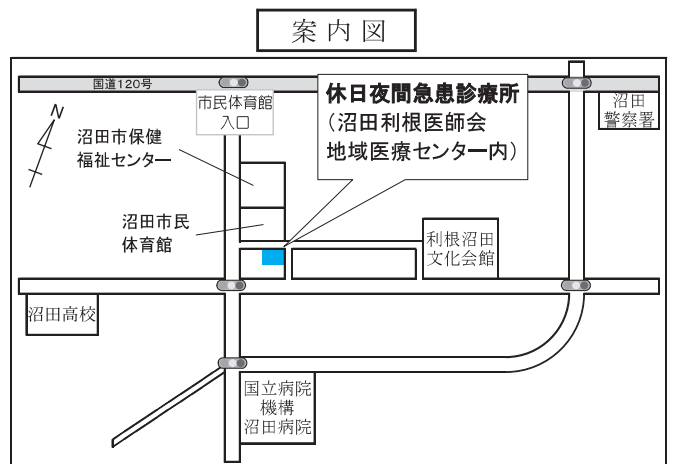 案内図
国道120号
市民体育館
入口
休日夜間急患診療所
（沼田利根医師会
地域医療センター内）
沼田
警察署
N
沼田市保健
福祉センター
沼田市民
体育館
利根沼田
文化会館
沼田高校
国立病院
機構
沼田病院